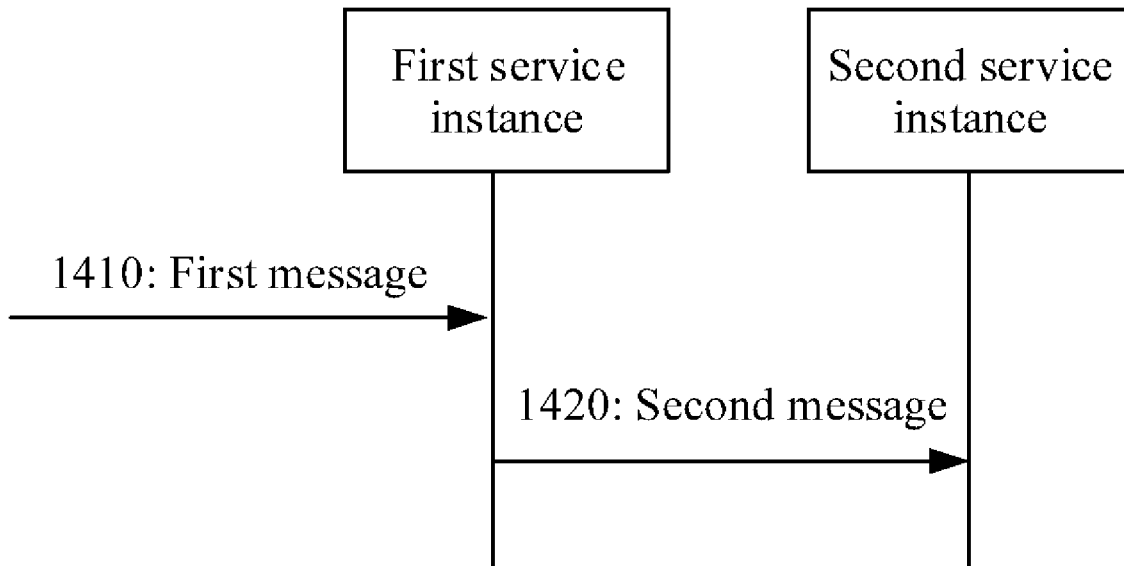 First service
instance
Second service
instance
1410: First message
1420: Second message